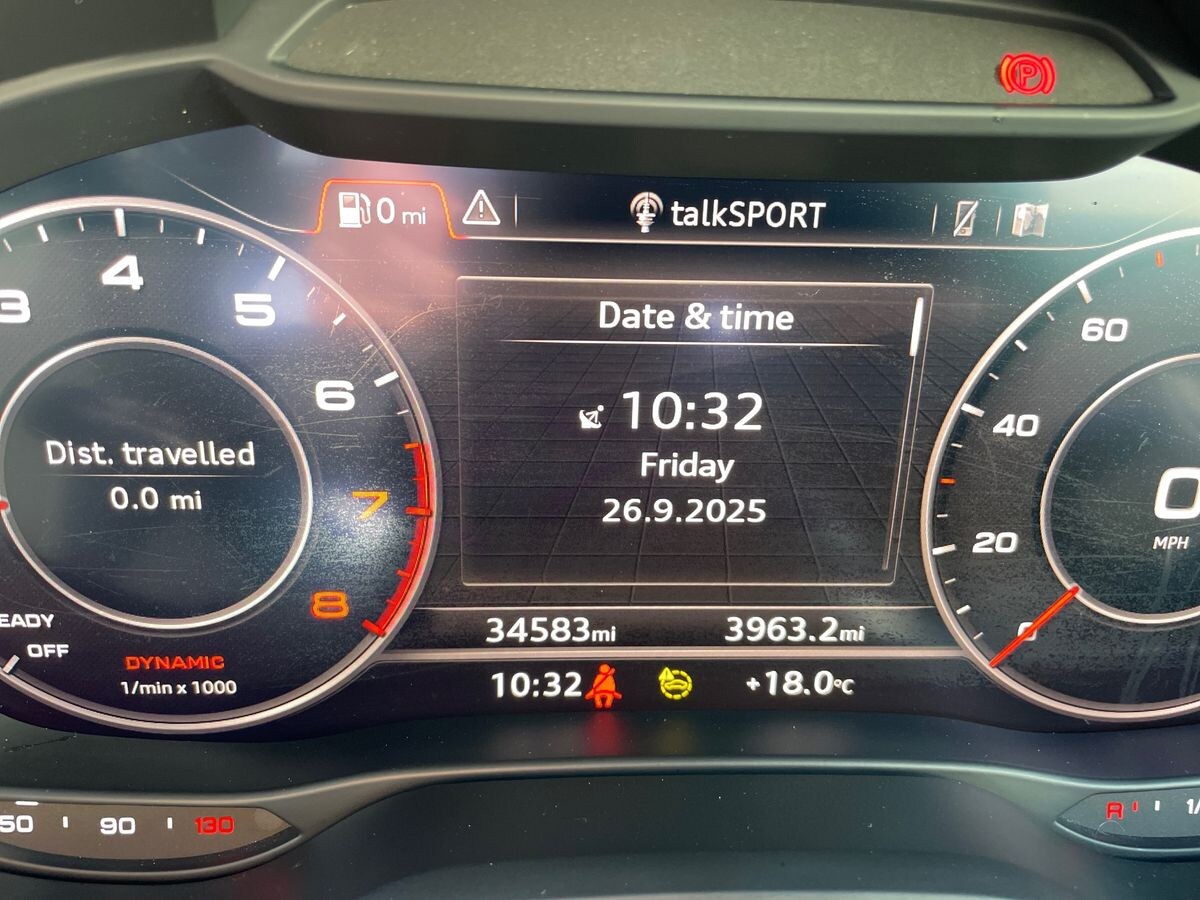 P
0 mi
talkSPORT
3
4
5
6
7
8
Dist. travelled
0.0 mi
EADY
OFF
DYNAMIC
1/min x 1000
Date & time
10:32
Friday
26.9.2025
34583mi 3963.2mi
10:32 +18.0°C
60
40
20
0
0
MPH
50 90 130
R 1/